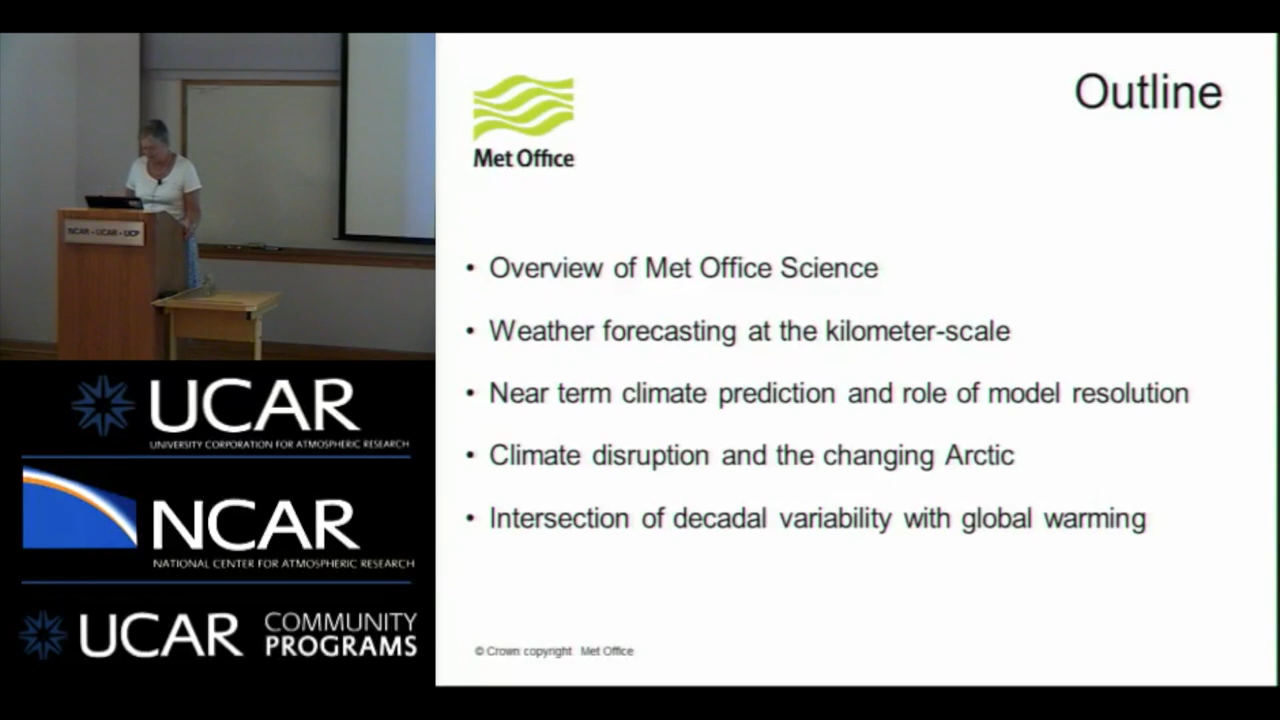 NCAR • UCAR • UCP
UCAR
UNIVERSITY CORPORATION FOR ATMOSPHERIC RESEARCH
NCAR
NATIONAL CENTER FOR ATMOSPHERIC RESEARCH
UCAR COMMUNITY
PROGRAMS
Outline
Met Office
• Overview of Met Office Science
• Weather forecasting at the kilometer-scale
• Near term climate prediction and role of model resolution
• Climate disruption and the changing Arctic
• Intersection of decadal variability with global warming
© Crown copyright Met Office